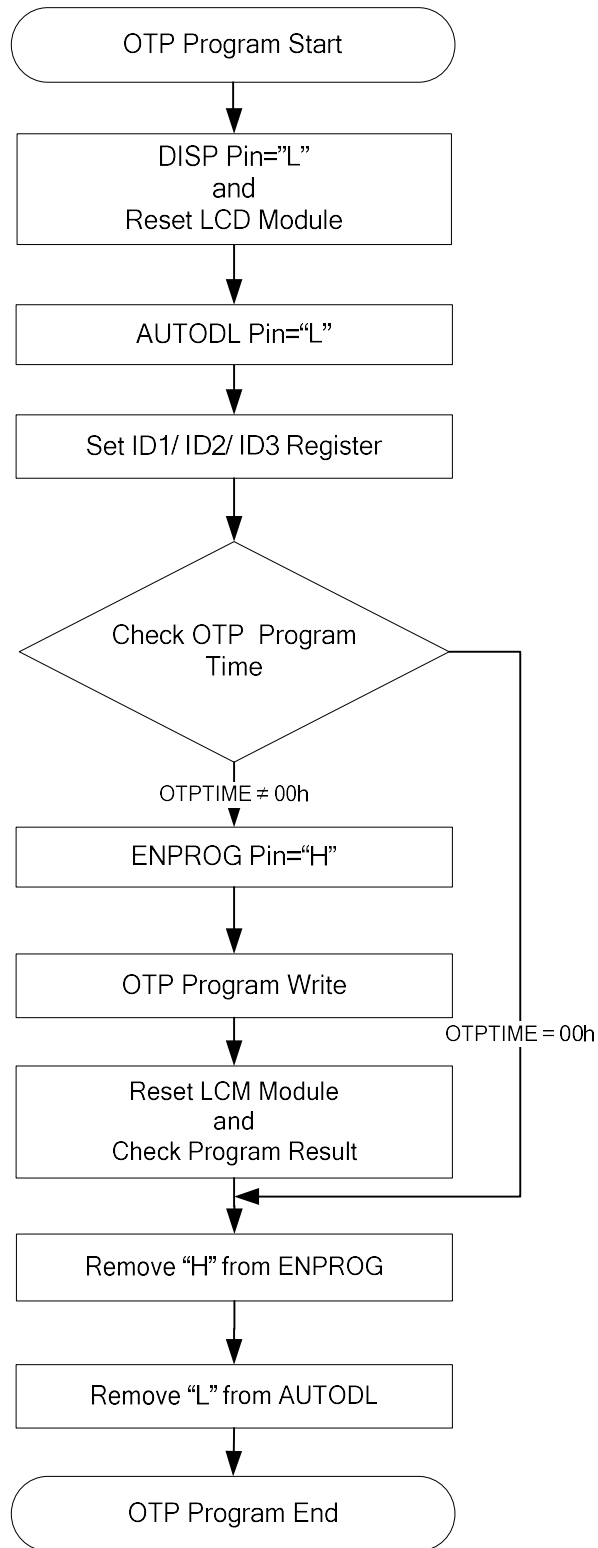 OTP Program Start
DISP Pin=”L”
and
Reset LCD Module
AUTODL Pin=“L”
Set ID1/ ID2/ ID3 Register
Check OTP Program
Time
OTPTIME ≠ 00h
ENPROG Pin=“H”
OTP Program Write
OTPTIME = 00h
Reset LCM Module
and
Check Program Result
Remove “H” from ENPROG
Remove “L” from AUTODL
OTP Program End